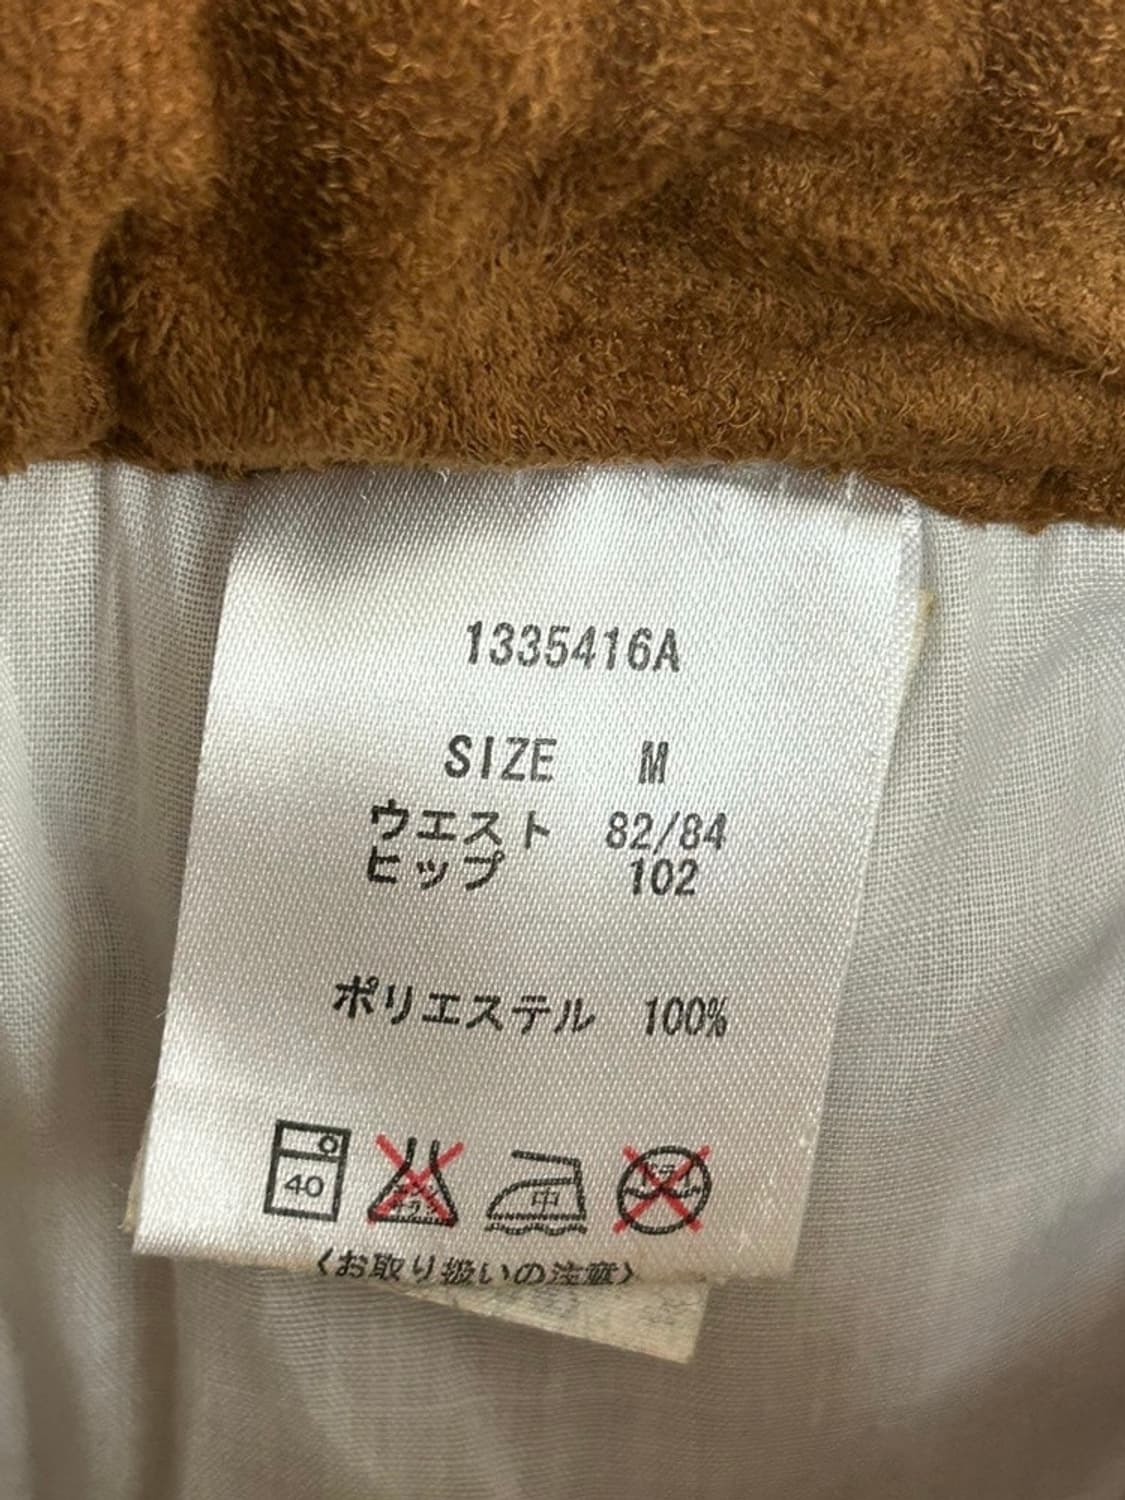 1335416A
SIZE M
ウエスト 82/84
ヒップ 102
ポリエステル 100%
40 中
〈お取り扱いの注意〉